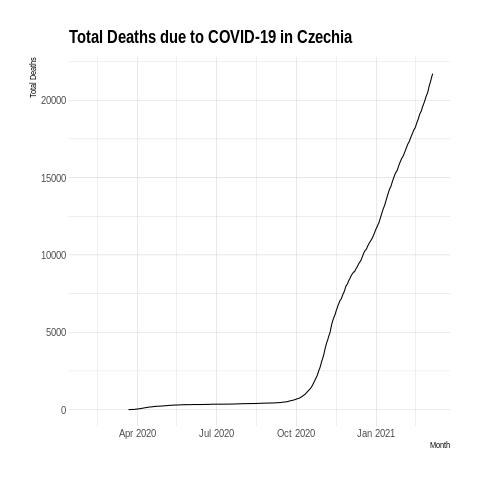 Total Deaths due to COVID-19 in Czechia
Total Deaths
20000
15000
10000
5000
0
Apr 2020 Jul 2020 Oct 2020 Jan 2021
Month